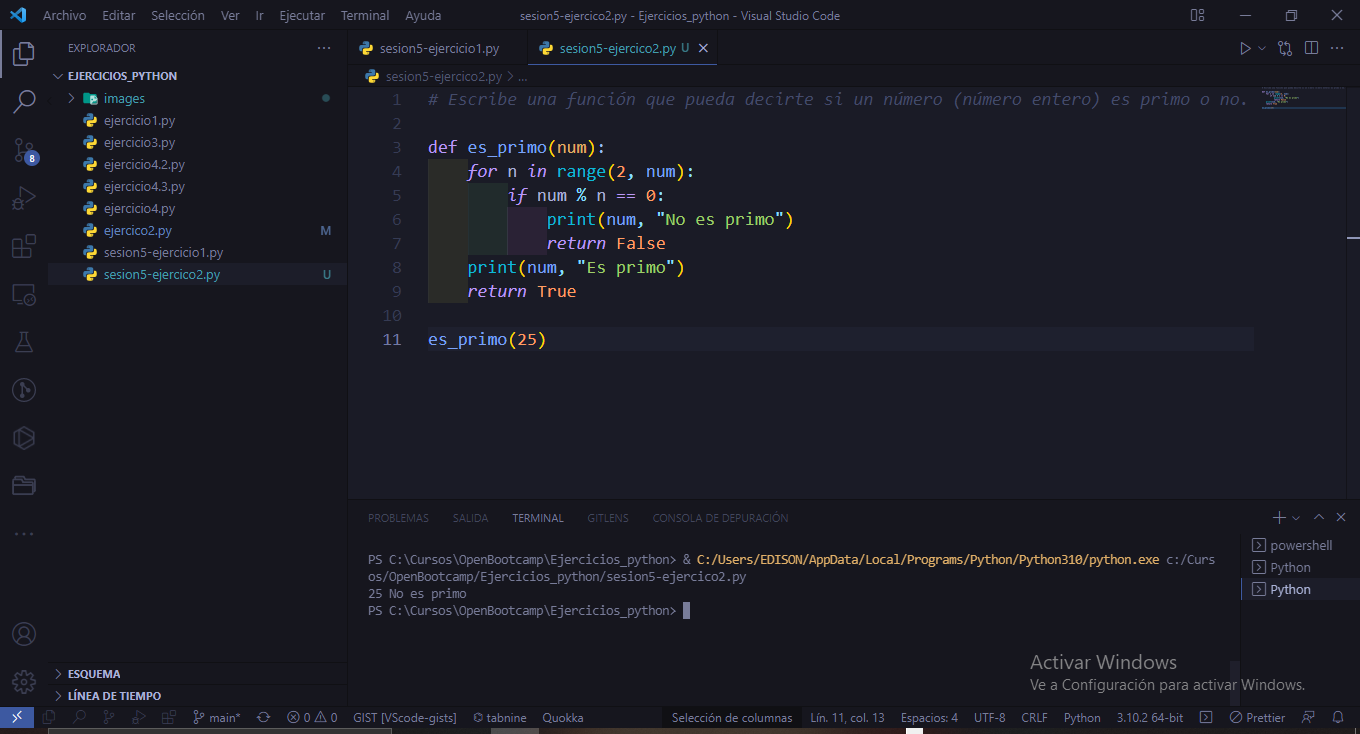 Archivo Editar Selección Ver Ir Ejecutar Terminal Ayuda sesion5-ejercico2.py - Ejercicios_python - Visual Studio Code
EXPLORADOR
EJERCICIOS_PYTHON
images
ejercicio1.py
ejercicio3.py
ejercicio4.2.py
ejercicio4.3.py
ejercicio4.py
ejercico2.py M
sesion5-ejercicio1.py
sesion5-ejercico2.py U
ESQUEMA
LÍNEA DE TIEMPO
8
sesion5-ejercicio1.py sesion5-ejercico2.py U
sesion5-ejercico2.py > ...
1 # Escribe una función que pueda decirte si un número (número entero) es primo o no.
2
3 def es_primo(num):
4 for n in range(2, num):
5 if num % n == 0:
6 print(num, "No es primo")
7 return False
8 print(num, "Es primo")
9 return True
10
11 es_primo(25)
PROBLEMAS SALIDA TERMINAL GITLENS CONSOLA DE DEPURACIÓN
PS C:\Cursos\OpenBootcamp\Ejercicios_python> & C:/Users/EDISON/AppData/Local/Programs/Python/Python310/python.exe c:/Curs
os/OpenBootcamp/Ejercicios_python/sesion5-ejercico2.py
25 No es primo
PS C:\Cursos\OpenBootcamp\Ejercicios_python>
powershell
Python
Python
Activar Windows
Ve a Configuración para activar Windows.
main* 0 0 GIST [VScode-gists] tabnine Quokka Selección de columnas Lín. 11, col. 13 Espacios: 4 UTF-8 CRLF Python 3.10.2 64-bit Prettier